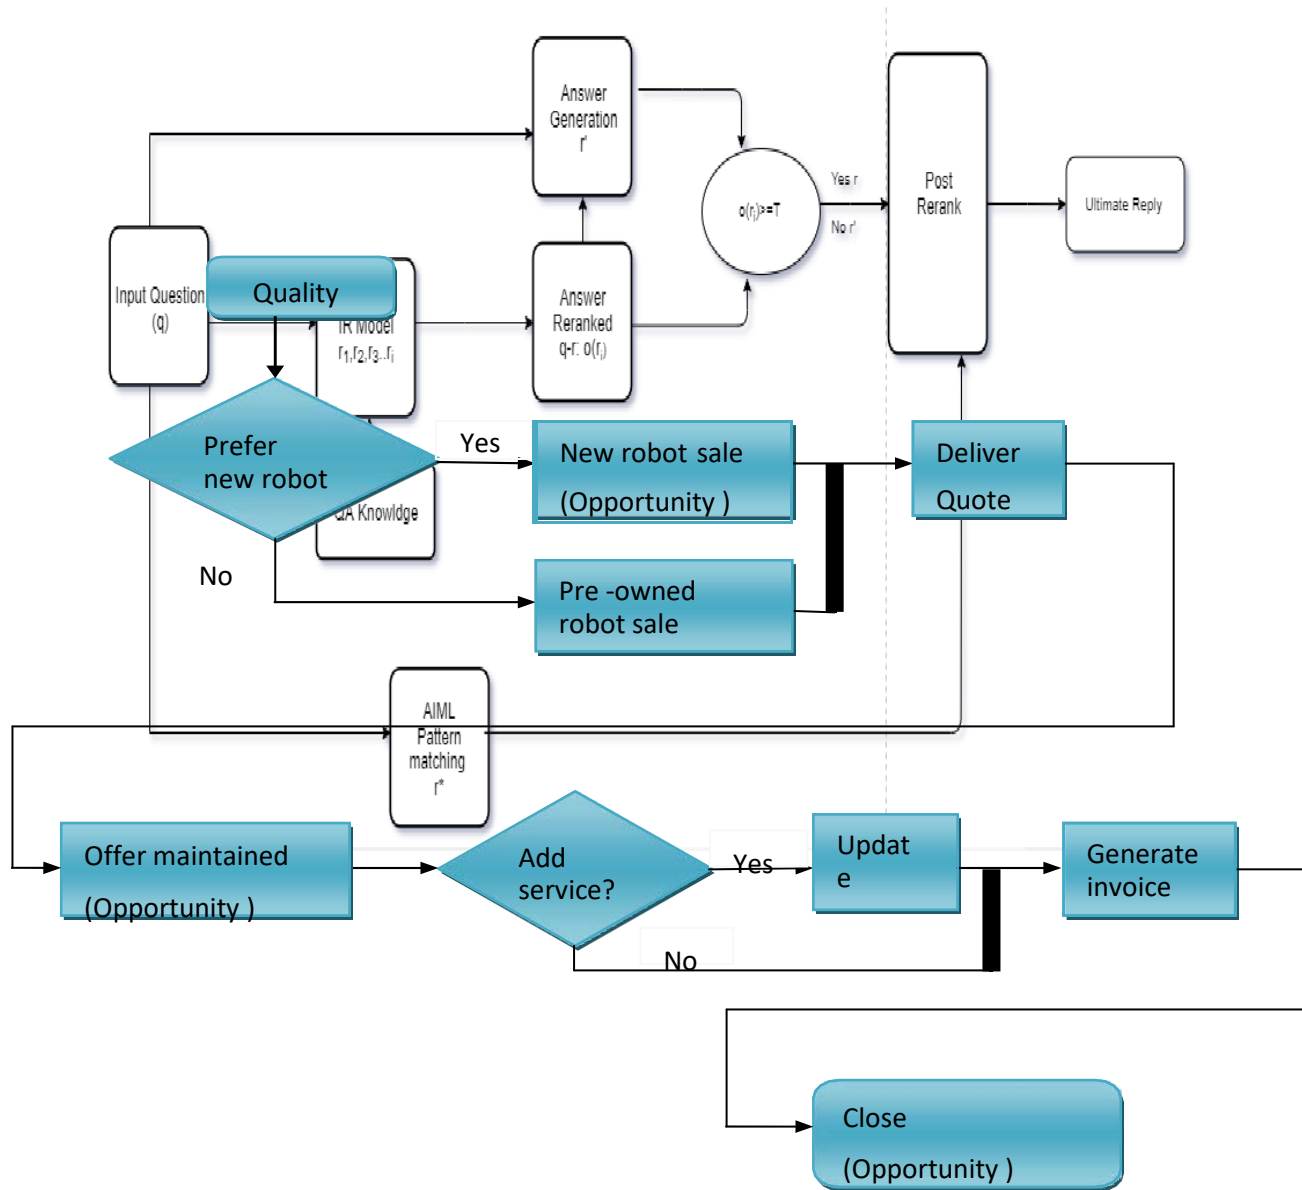 Answer
Generation
r'
Yes r
No r'
o(ri)>=T
Post
Rerank
Ultimate Reply
Input Question
(q)
Quality
IR Model
r1,r2,r3..ri
Answer
Reranked
q-r: o(ri)
Prefer
new robot
Yes
No
QA Knowldge
New robot sale
(Opportunity )
Deliver
Quote
Pre -owned
robot sale
AIML
Pattern
matching
r*
Offer maintained
(Opportunity )
Add
service?
Yes
No
Updat
e
Generate
invoice
Close
(Opportunity )